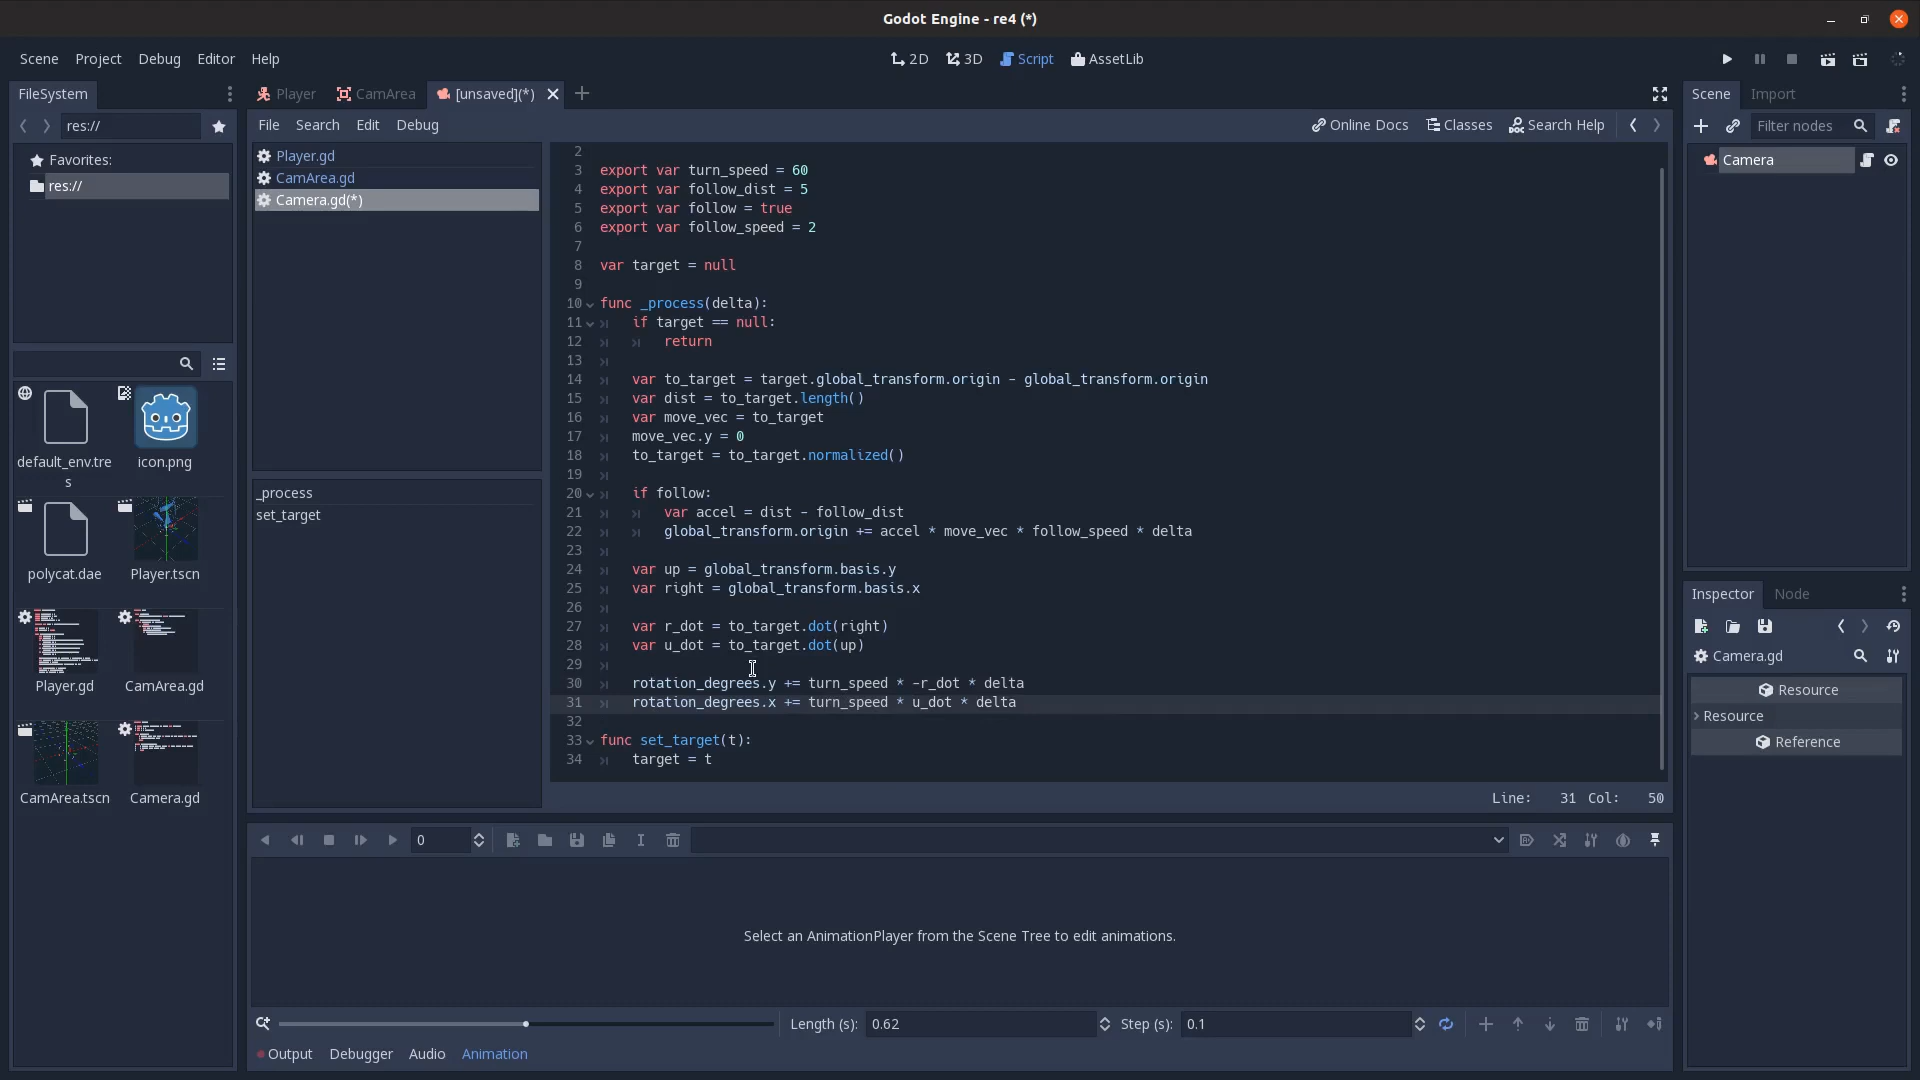 Godot Engine - re4 (*)
Scene Project Debug Editor Help
2D 3D Script AssetLib
FileSystem
res://
Favorites:
res://
default_env.tre
s
icon.png
polycat.dae
Player.tscn
Player.gd
CamArea.gd
CamArea.tscn
Camera.gd
Player CamArea [unsaved](*)
File Search Edit Debug
Online Docs Classes Search Help
Player.gd
CamArea.gd
Camera.gd(*)
_process
set_target
2
3 export var turn_speed = 60
4 export var follow_dist = 5
5 export var follow = true
6 export var follow_speed = 2
7
8 var target = null
9
10 func _process(delta):
11 if target == null:
12 return
13
14 var to_target = target.global_transform.origin - global_transform.origin
15 var dist = to_target.length()
16 var move_vec = to_target
17 move_vec.y = 0
18 to_target = to_target.normalized()
19
20 if follow:
21 var accel = dist - follow_dist
22 global_transform.origin += accel * move_vec * follow_speed * delta
23
24 var up = global_transform.basis.y
25 var right = global_transform.basis.x
26
27 var r_dot = to_target.dot(right)
28 var u_dot = to_target.dot(up)
29
30 rotation_degrees.y += turn_speed * -r_dot * delta
31 rotation_degrees.x += turn_speed * u_dot * delta
32
33 func set_target(t):
34 target = t
Line: 31 Col: 50
0
Select an AnimationPlayer from the Scene Tree to edit animations.
Length (s): 0.62 Step (s): 0.1
Output Debugger Audio Animation
Scene Import
Filter nodes
Camera
Inspector Node
Camera.gd
Resource
Resource
Reference